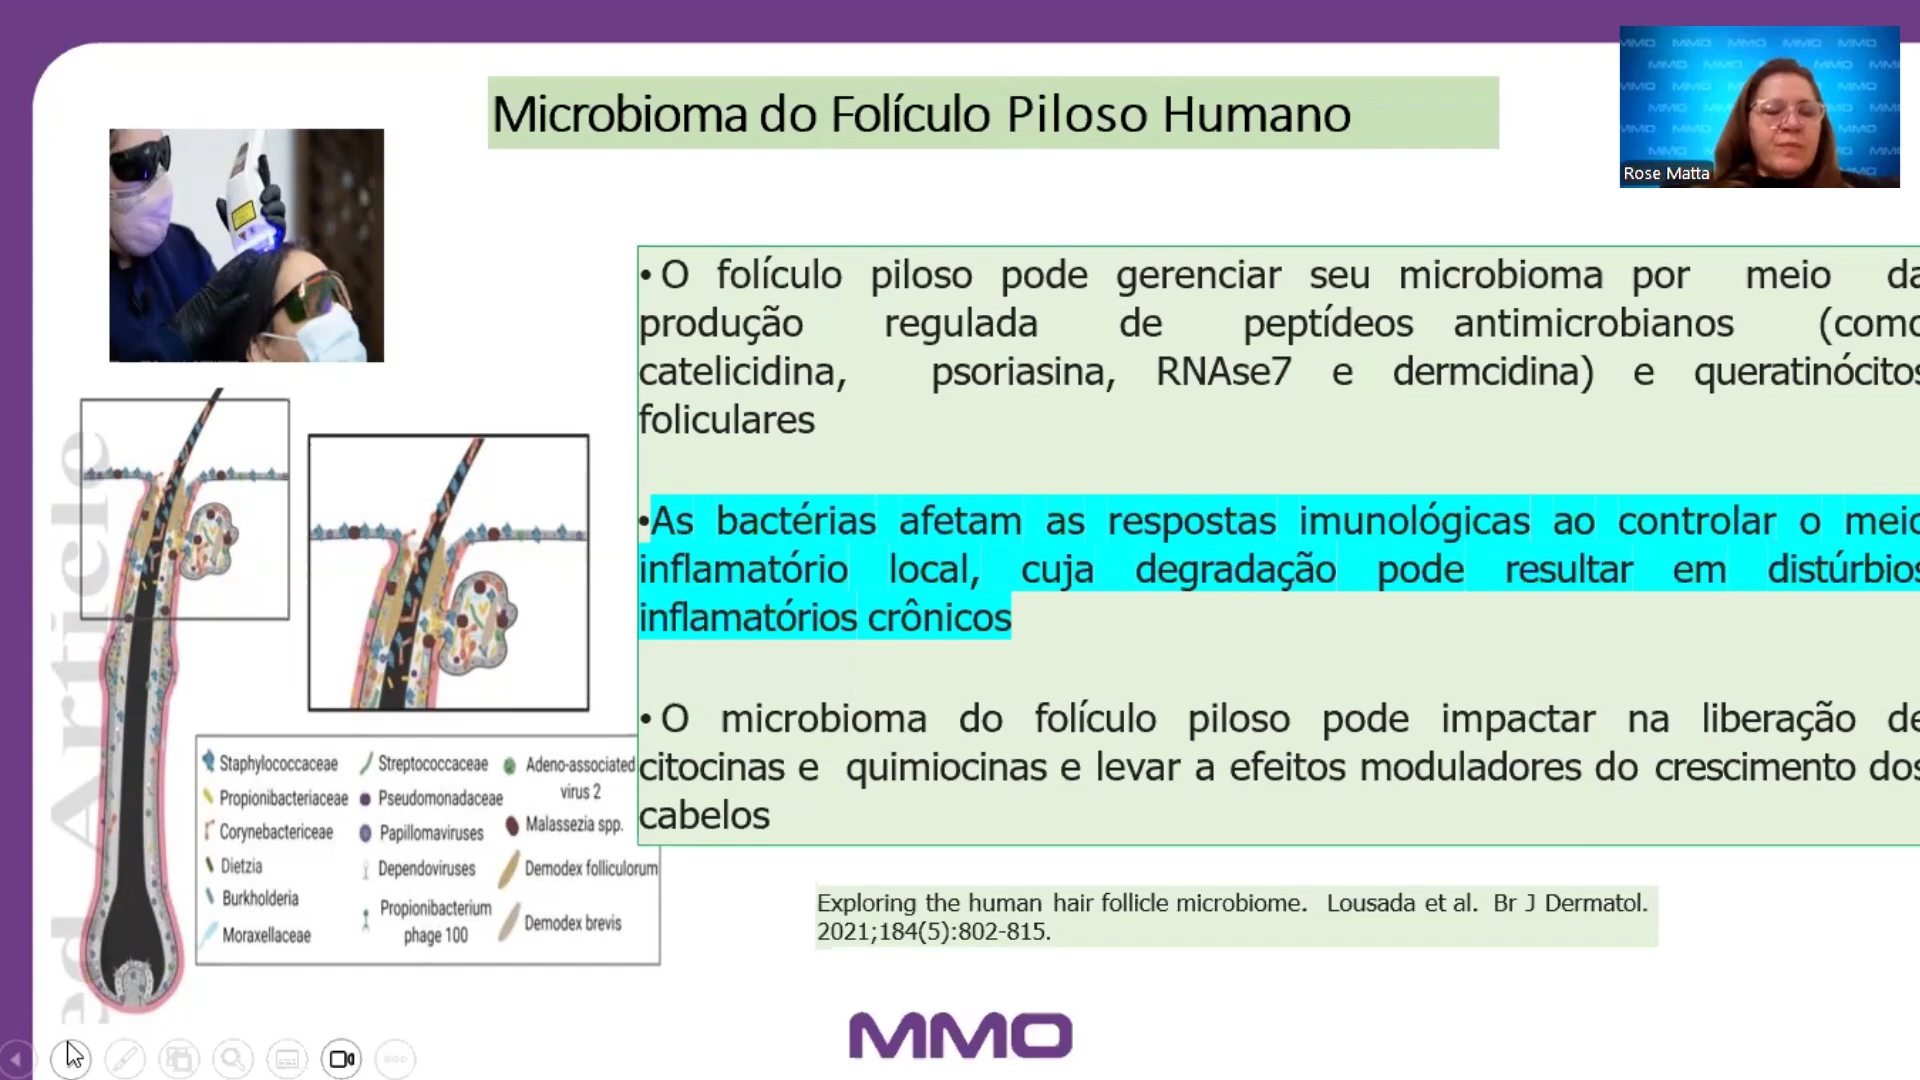 Microbioma do Folículo Piloso Humano
Rose Matta
• O folículo piloso pode gerenciar seu microbioma por meio da
produção regulada de peptídeos antimicrobianos (como
catelicidina, psoriasina, RNAse7 e dermcidina) e queratinócitos
foliculares
•As bactérias afetam as respostas imunológicas ao controlar o meio
inflamatório local, cuja degradação pode resultar em distúrbios
inflamatórios crônicos
• O microbioma do folículo piloso pode impactar na liberação de
citocinas e quimiocinas e levar a efeitos moduladores do crescimento dos
cabelos
ed Article
Staphylococcaceae
Propionibacteriaceae
Corynebactericeae
Dietzia
Burkholderia
Moraxellaceae
Streptococcaceae
Pseudomonadaceae
Papillomaviruses
Dependoviruses
Propionibacterium
phage 100
Adeno-associated
virus 2
Malassezia spp.
Demodex folliculorum
Demodex brevis
Exploring the human hair follicle microbiome. Lousada et al. Br J Dermatol.
2021;184(5):802-815.
MMO